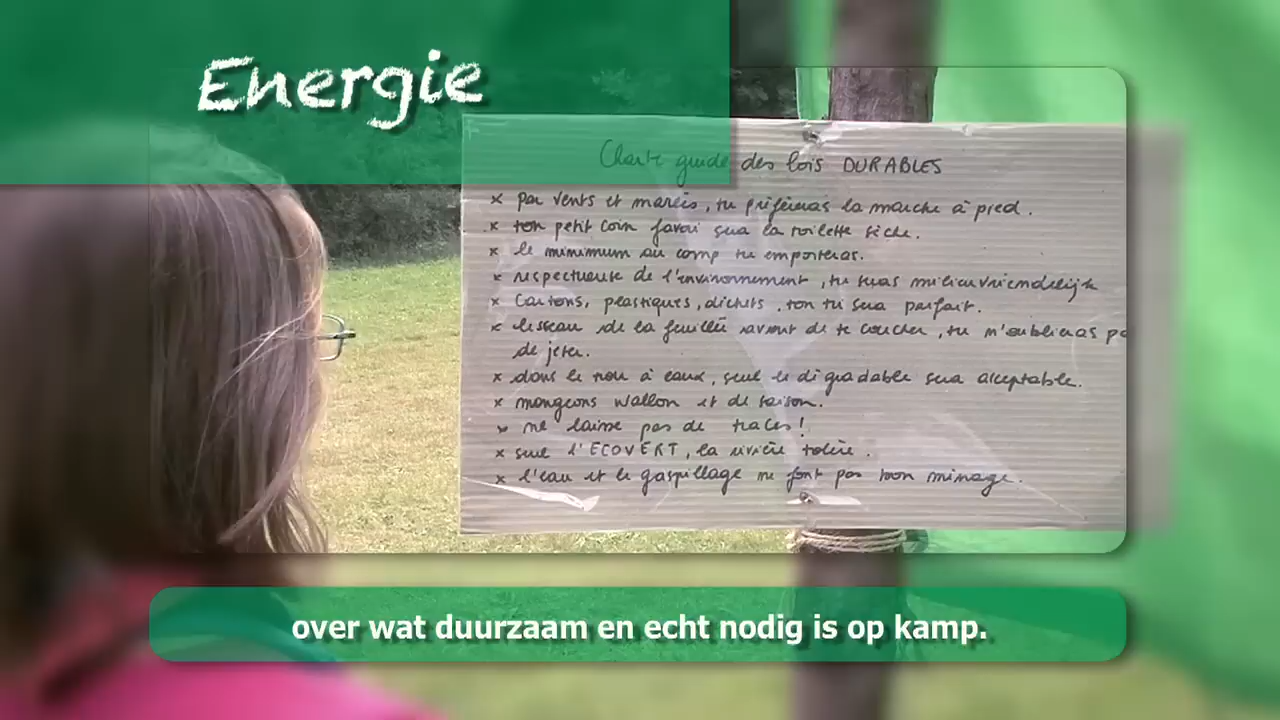 Energie
Charte guide des lois DURABLES
x par vents et marées, tu préfèreras la marche à pied.
x ton petit coin favori sera la toilette sèche.
x le minimum au camp tu emporteras.
x respectueuse de l'environnement, tu seras milieuvriendelijk
x Cartons, plastiques, déchets, ton tri sera parfait.
x le seau de la feuillée avant de te coucher, tu n'oublieras pa
de jeter.
x dans le trou à eaux, seul le dégradable sera acceptable.
x mangeons wallon et de saison.
x ne laisse pas de traces!
x seul l'ECOVERT, la rivière tolère.
x l'eau et le gaspillage ne font pas bon ménage.
over wat duurzaam en echt nodig is op kamp.